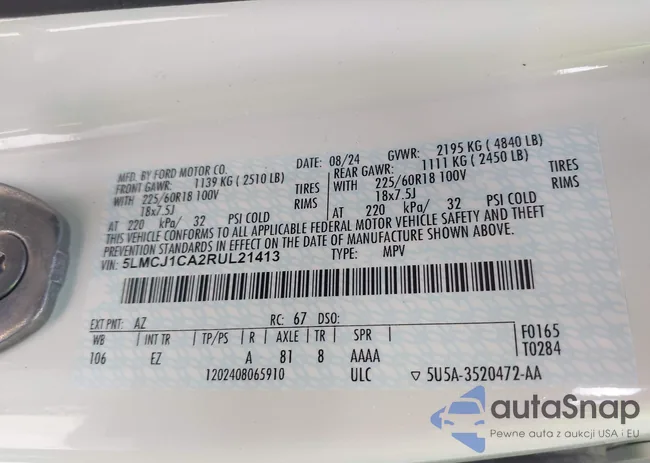 MFD. BY FORD MOTOR CO.
DATE: 08/24 GVWR: 2195 KG ( 4840 LB)
FRONT GAWR: 1139 KG ( 2510 LB)
REAR GAWR: 1111 KG ( 2450 LB)
WITH 225/60R18 100V TIRES
WITH 225/60R18 100V TIRES
18x7.5J RIMS
18x7.5J RIMS
AT 220 kPa/ 32 PSI COLD
AT 220 kPa/ 32 PSI COLD
THIS VEHICLE CONFORMS TO ALL APPLICABLE FEDERAL MOTOR VEHICLE SAFETY AND THEFT
PREVENTION STANDARDS IN EFFECT ON THE DATE OF MANUFACTURE SHOWN ABOVE.
VIN: 5LMCJ1CA2RUL21413 TYPE: MPV
EXT PNT: AZ RC: 67 DSO:
WB INT TR TP/PS R AXLE TR SPR
106 EZ A 81 8 AAAA
F0165
T0284
1202408065910 ULC ▽ 5U5A-3520472-AA
autaSnap
Pewne auta z aukcji USA i EU